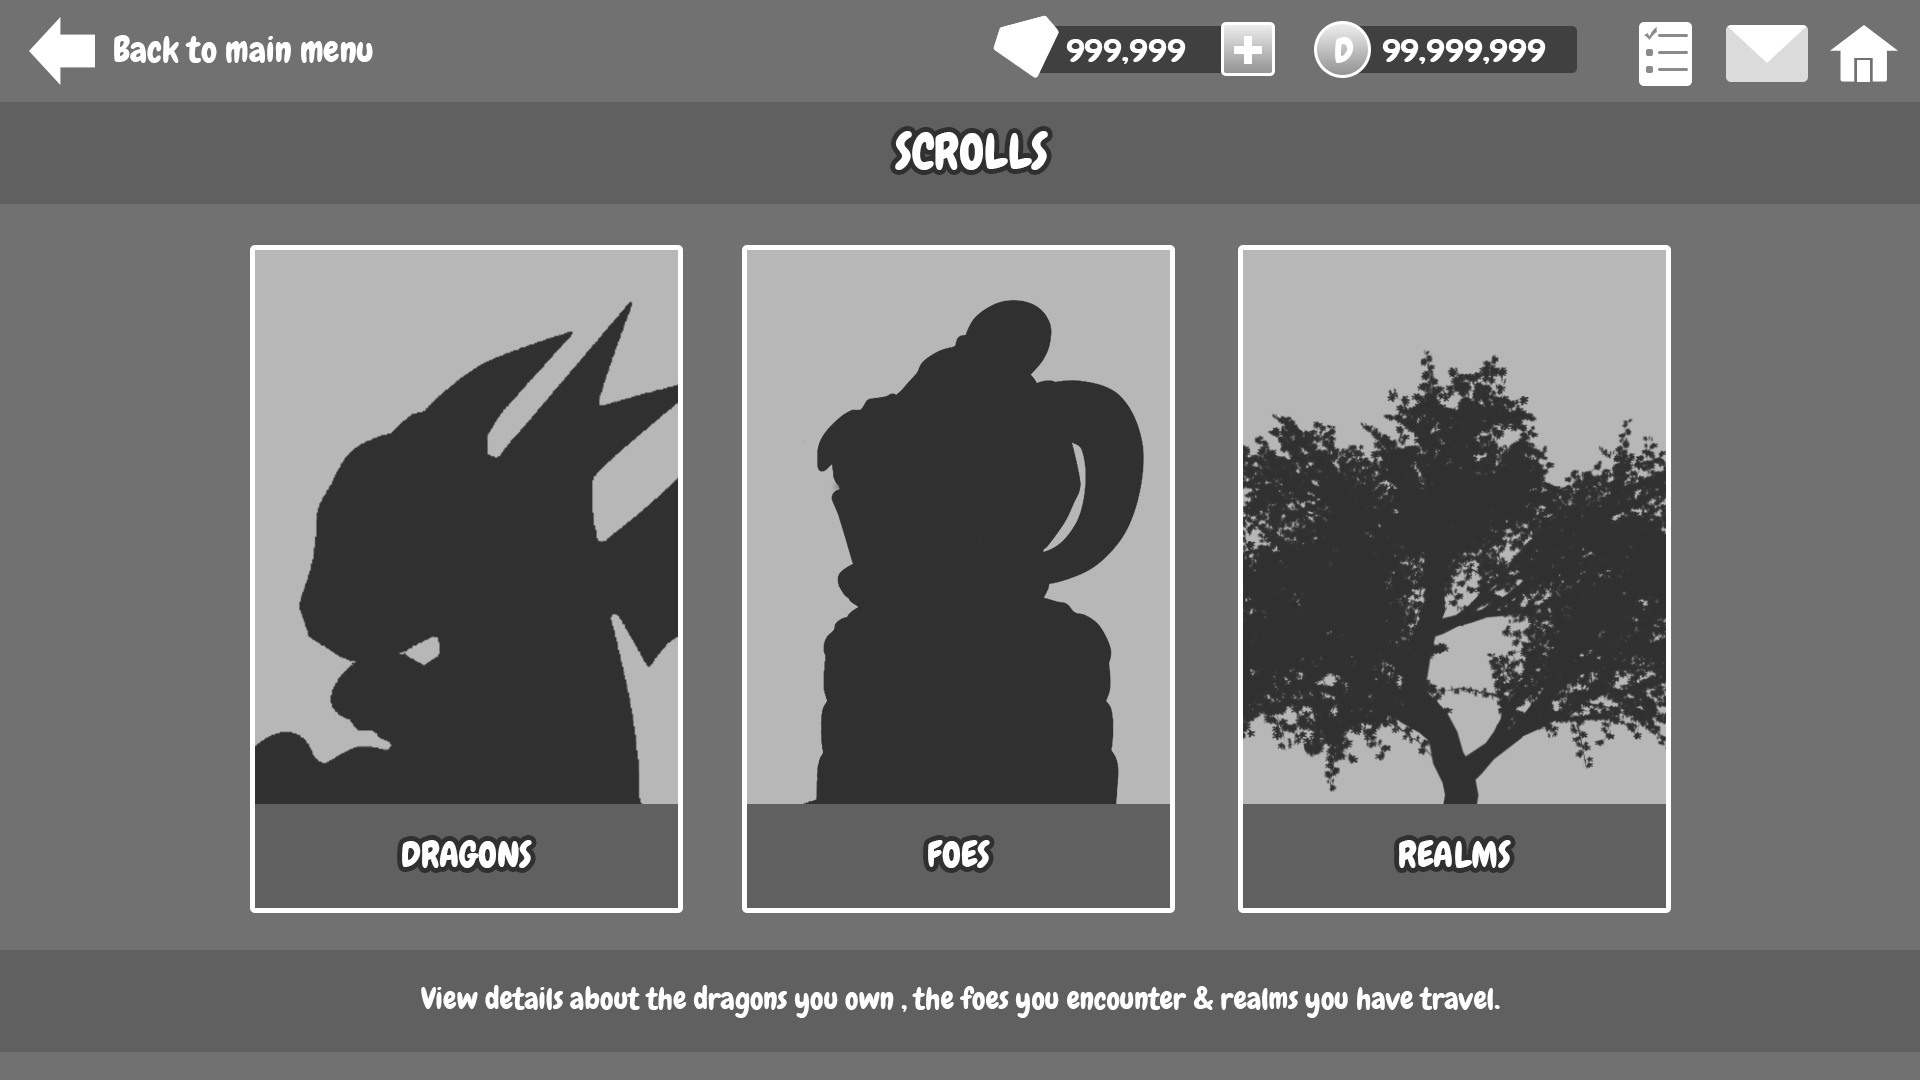 Back to main menu
999,999
D
99,999,999
SCROLLS
DRAGONS
FOES
REALMS
View details about the dragons you own , the foes you encounter & realms you have travel.